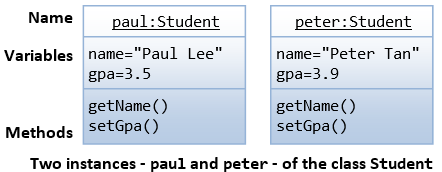 Name
paul:Student
peter:Student
Variables
name="Paul Lee"
gpa=3.5
name="Peter Tan"
gpa=3.9
Methods
getName()
setGpa()
getName()
setGpa()
Two instances - paul and peter - of the class Student